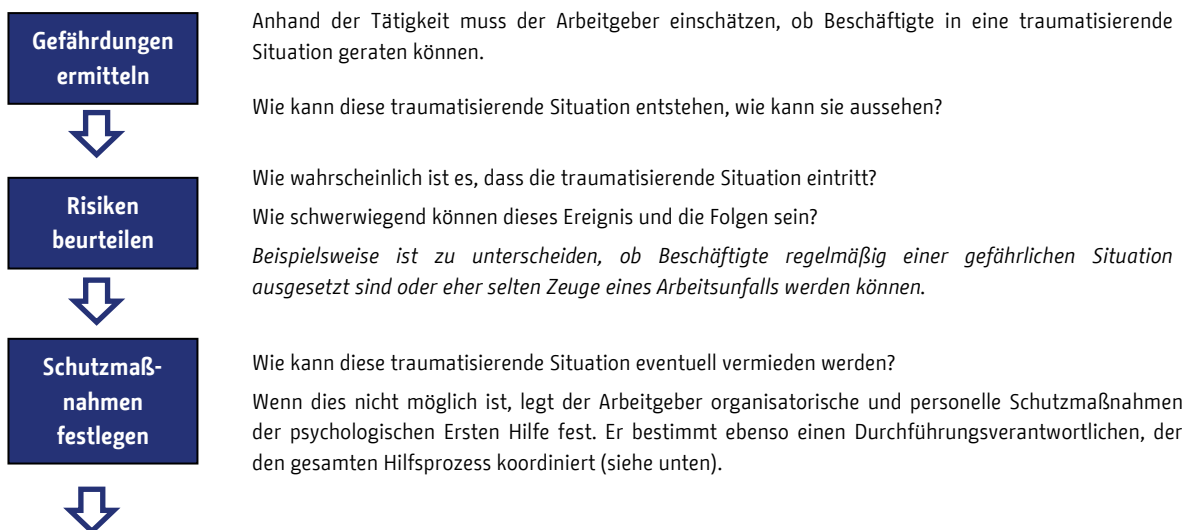 Gefährdungen
ermitteln
Anhand der Tätigkeit muss der Arbeitgeber einschätzen, ob Beschäftigte in eine traumatisierende
Situation geraten können.
Wie kann diese traumatisierende Situation entstehen, wie kann sie aussehen?
Risiken
beurteilen
Wie wahrscheinlich ist es, dass die traumatisierende Situation eintritt?
Wie schwerwiegend können dieses Ereignis und die Folgen sein?
Beispielsweise ist zu unterscheiden, ob Beschäftigte regelmäßig einer gefährlichen Situation
ausgesetzt sind oder eher selten Zeuge eines Arbeitsunfalls werden können.
Schutzmaß-
nahmen
festlegen
Wie kann diese traumatisierende Situation eventuell vermieden werden?
Wenn dies nicht möglich ist, legt der Arbeitgeber organisatorische und personelle Schutzmaßnahmen
der psychologischen Ersten Hilfe fest. Er bestimmt ebenso einen Durchführungsverantwortlichen, der
den gesamten Hilfsprozess koordiniert (siehe unten).